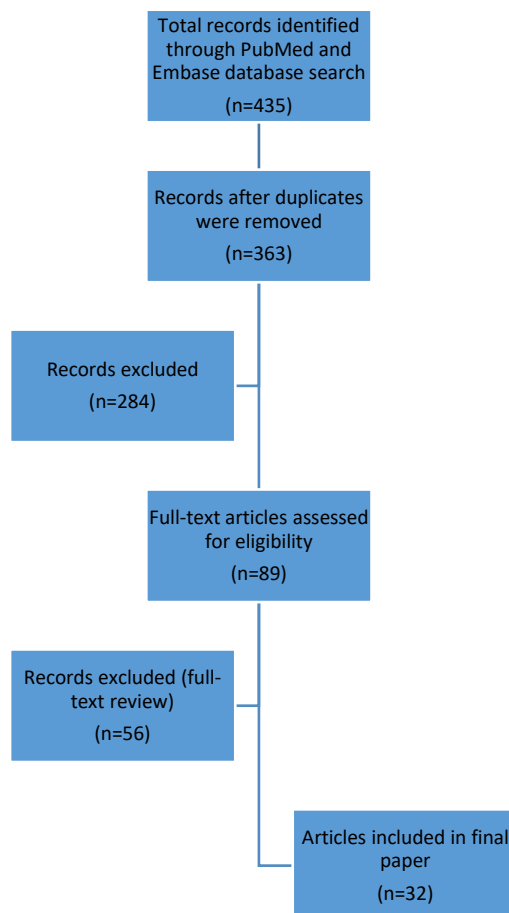 Total records identified
through PubMed and
Embase database search
(n=435)
Records after duplicates
were removed
(n=363)
Records excluded
(n=284)
Full-text articles assessed
for eligibility
(n=89)
Records excluded (full-
text review)
(n=56)
Articles included in final
paper
(n=32)